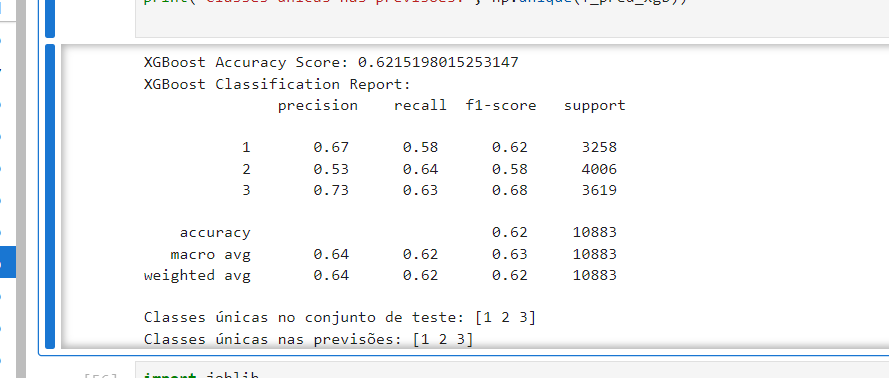 print("Classes únicas nas previsões:", np.unique(y_pred_xgb))
XGBoost Accuracy Score: 0.6215198015253147
XGBoost Classification Report:
precision recall f1-score support
1 0.67 0.58 0.62 3258
2 0.53 0.64 0.58 4006
3 0.73 0.63 0.68 3619
accuracy 0.62 10883
macro avg 0.64 0.62 0.63 10883
weighted avg 0.64 0.62 0.62 10883
Classes únicas no conjunto de teste: [1 2 3]
Classes únicas nas previsões: [1 2 3]
import joblib